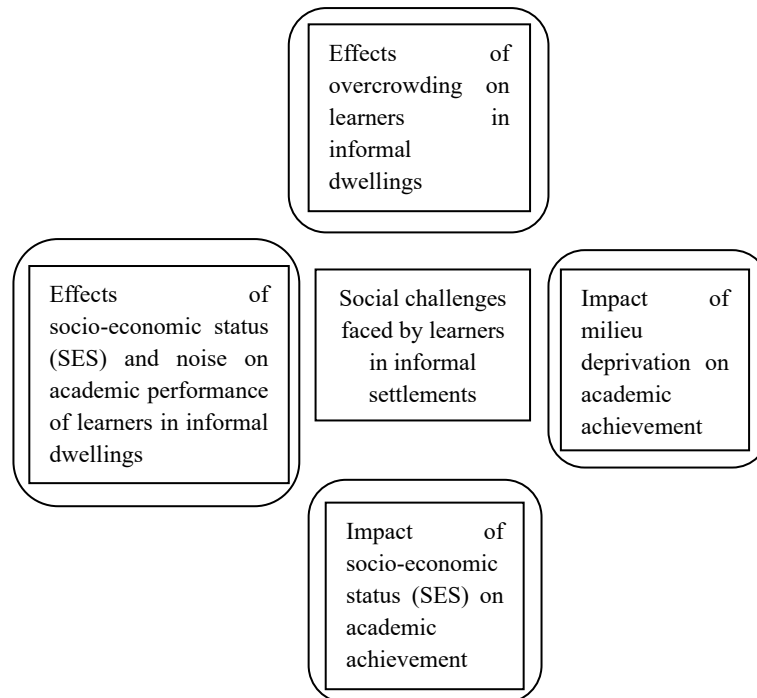 Effects of
overcrowding on
learners in
informal
dwellings
Effects of
socio-economic status
(SES) and noise on
academic performance
of learners in informal
dwellings
Social challenges
faced by learners
in informal
settlements
Impact of
milieu
deprivation on
academic
achievement
Impact of
socio-economic
status (SES) on
academic
achievement